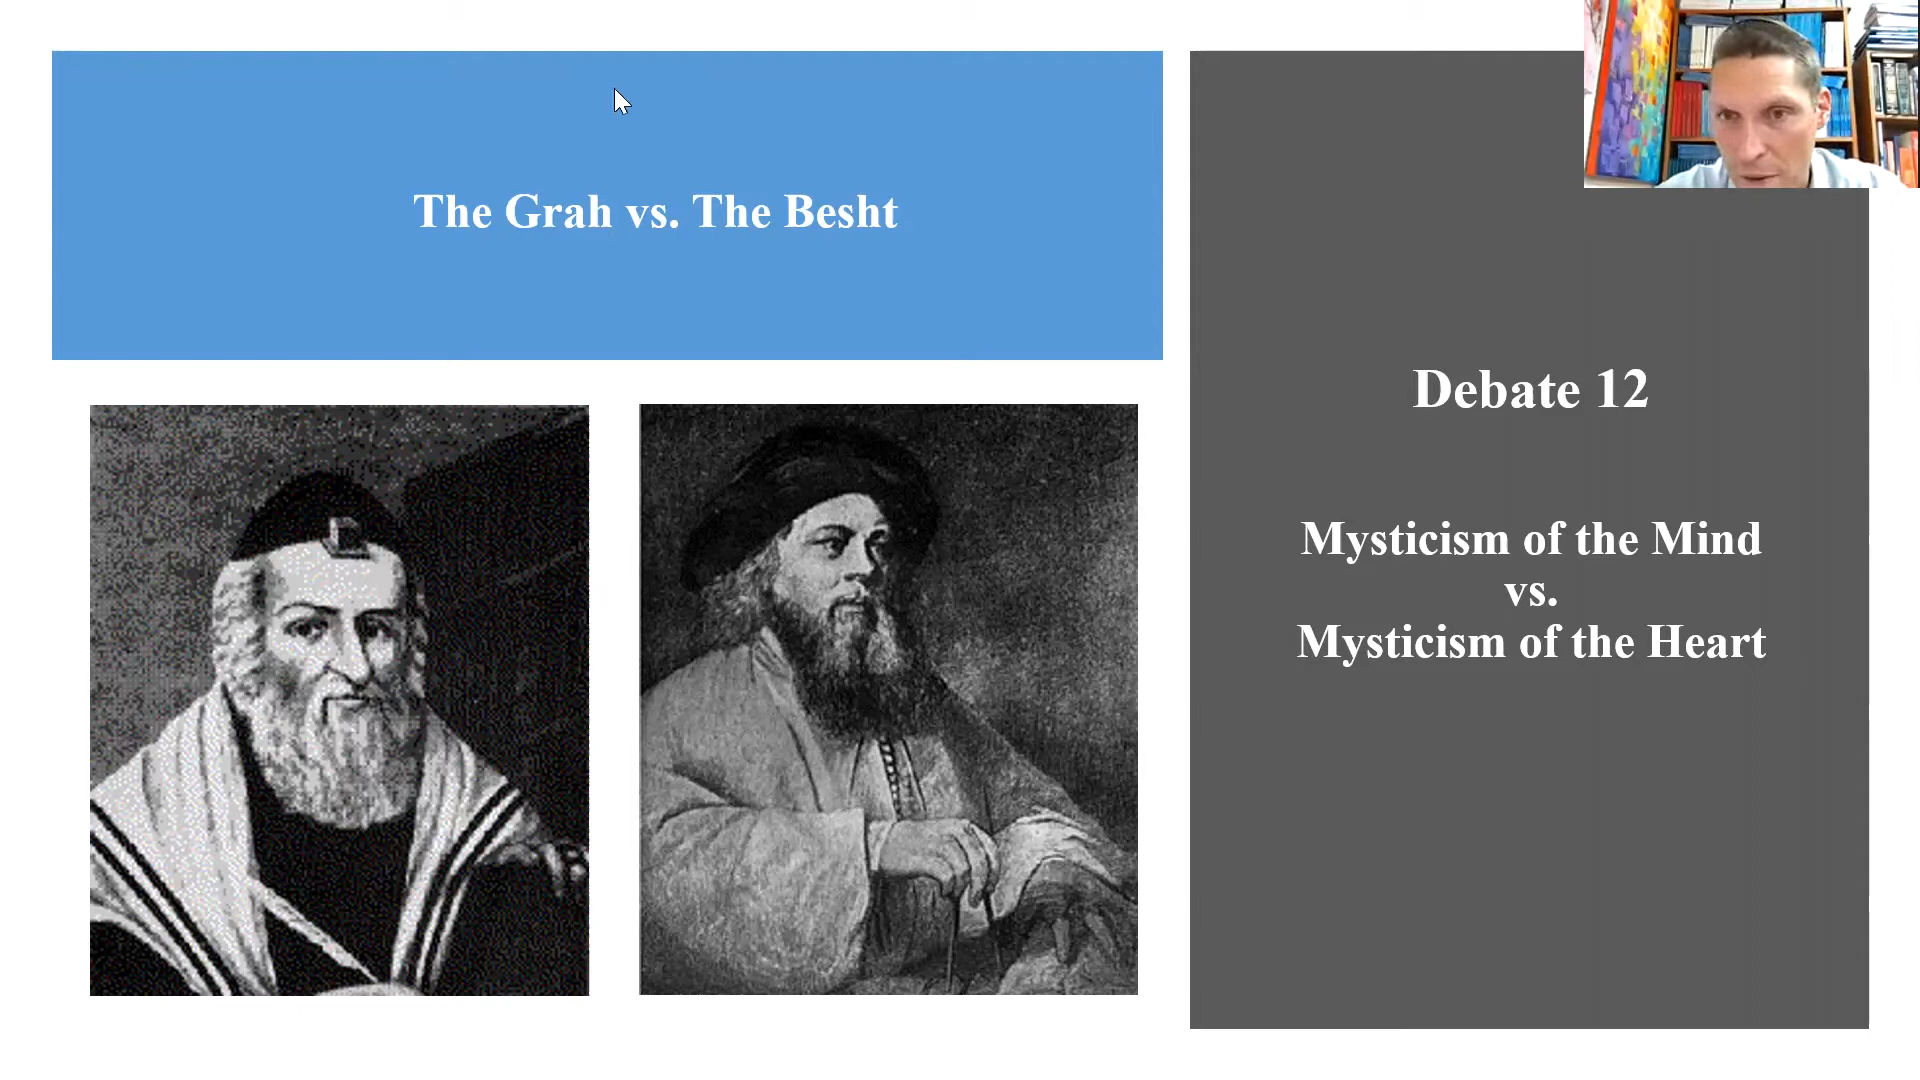 The Grah vs. The Besht
Debate 12
Mysticism of the Mind
vs.
Mysticism of the Heart